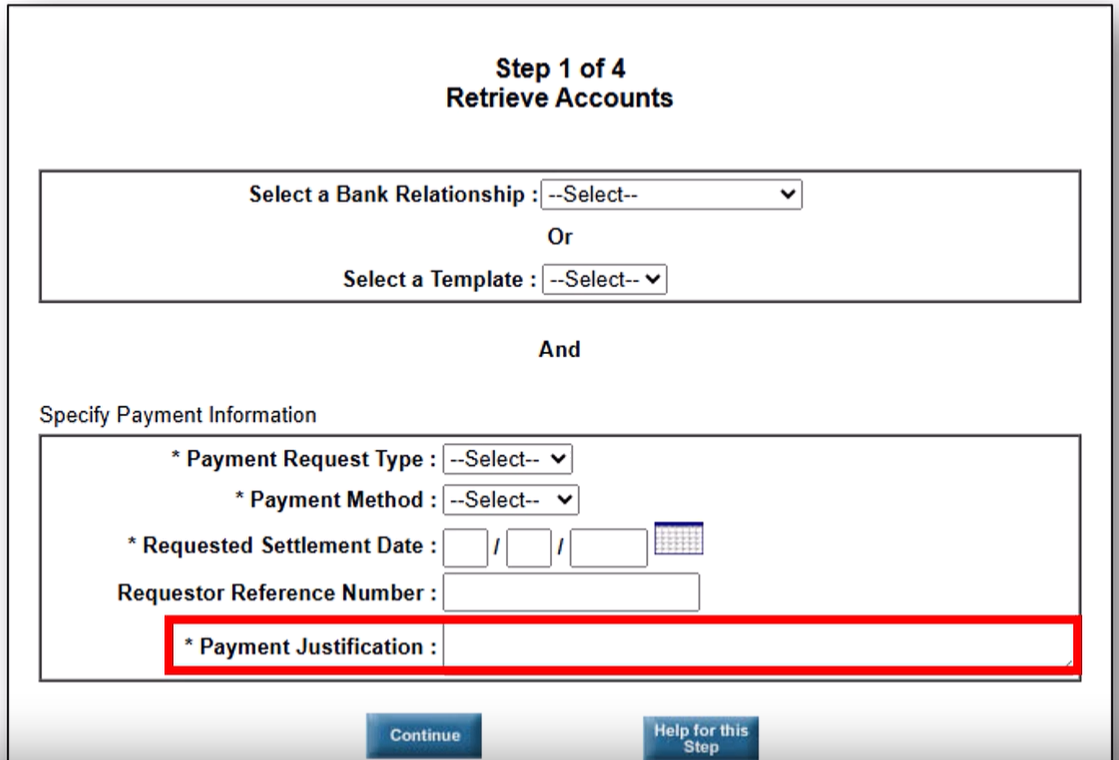 Step 1 of 4
Retrieve Accounts
Select a Bank Relationship : --Select--
Or
Select a Template : --Select--
And
Specify Payment Information
* Payment Request Type : --Select--
* Payment Method : --Select--
* Requested Settlement Date : / /
Requestor Reference Number :
* Payment Justification :
Continue
Help for this
Step